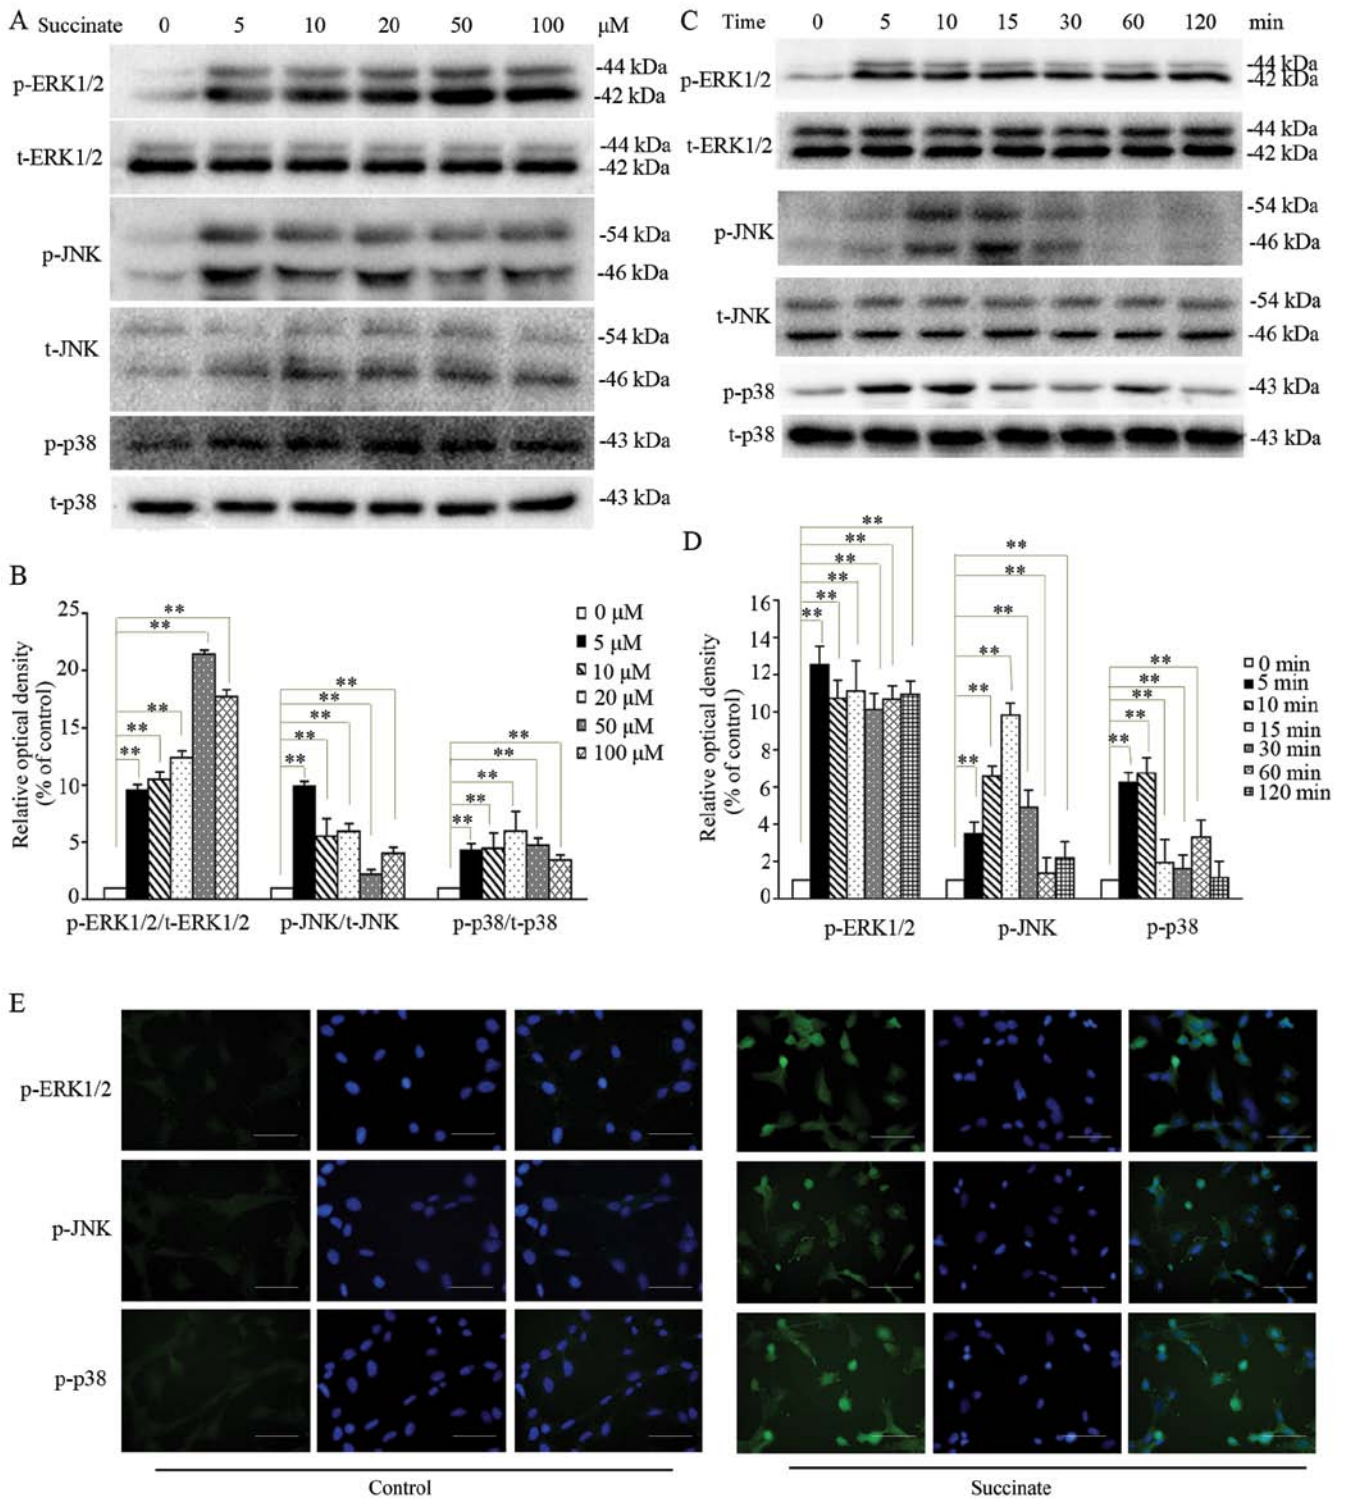 A Succinate 0 5 10 20 50 100 μM
p-ERK1/2 -44 kDa
-42 kDa
t-ERK1/2 -44 kDa
-42 kDa
p-JNK -54 kDa
-46 kDa
t-JNK -54 kDa
-46 kDa
p-p38 -43 kDa
t-p38 -43 kDa
C Time 0 5 10 15 30 60 120 min
p-ERK1/2 -44 kDa
-42 kDa
t-ERK1/2 -44 kDa
-42 kDa
p-JNK -54 kDa
-46 kDa
t-JNK -54 kDa
-46 kDa
p-p38 -43 kDa
t-p38 -43 kDa
B
Relative optical density
(% of control)
25
20
15
10
5
0
** ** ** ** **
** ** ** ** **
** ** ** ** **
p-ERK1/2/t-ERK1/2 p-JNK/t-JNK p-p38/t-p38
0 μM
5 μM
10 μM
20 μM
50 μM
100 μM
D
Relative optical density
(% of control)
16
14
12
10
8
6
4
2
0
** ** ** ** ** **
** ** ** ** ** **
** ** ** ** **
p-ERK1/2 p-JNK p-p38
0 min
5 min
10 min
15 min
30 min
60 min
120 min
E
p-ERK1/2
p-JNK
p-p38
Control Succinate